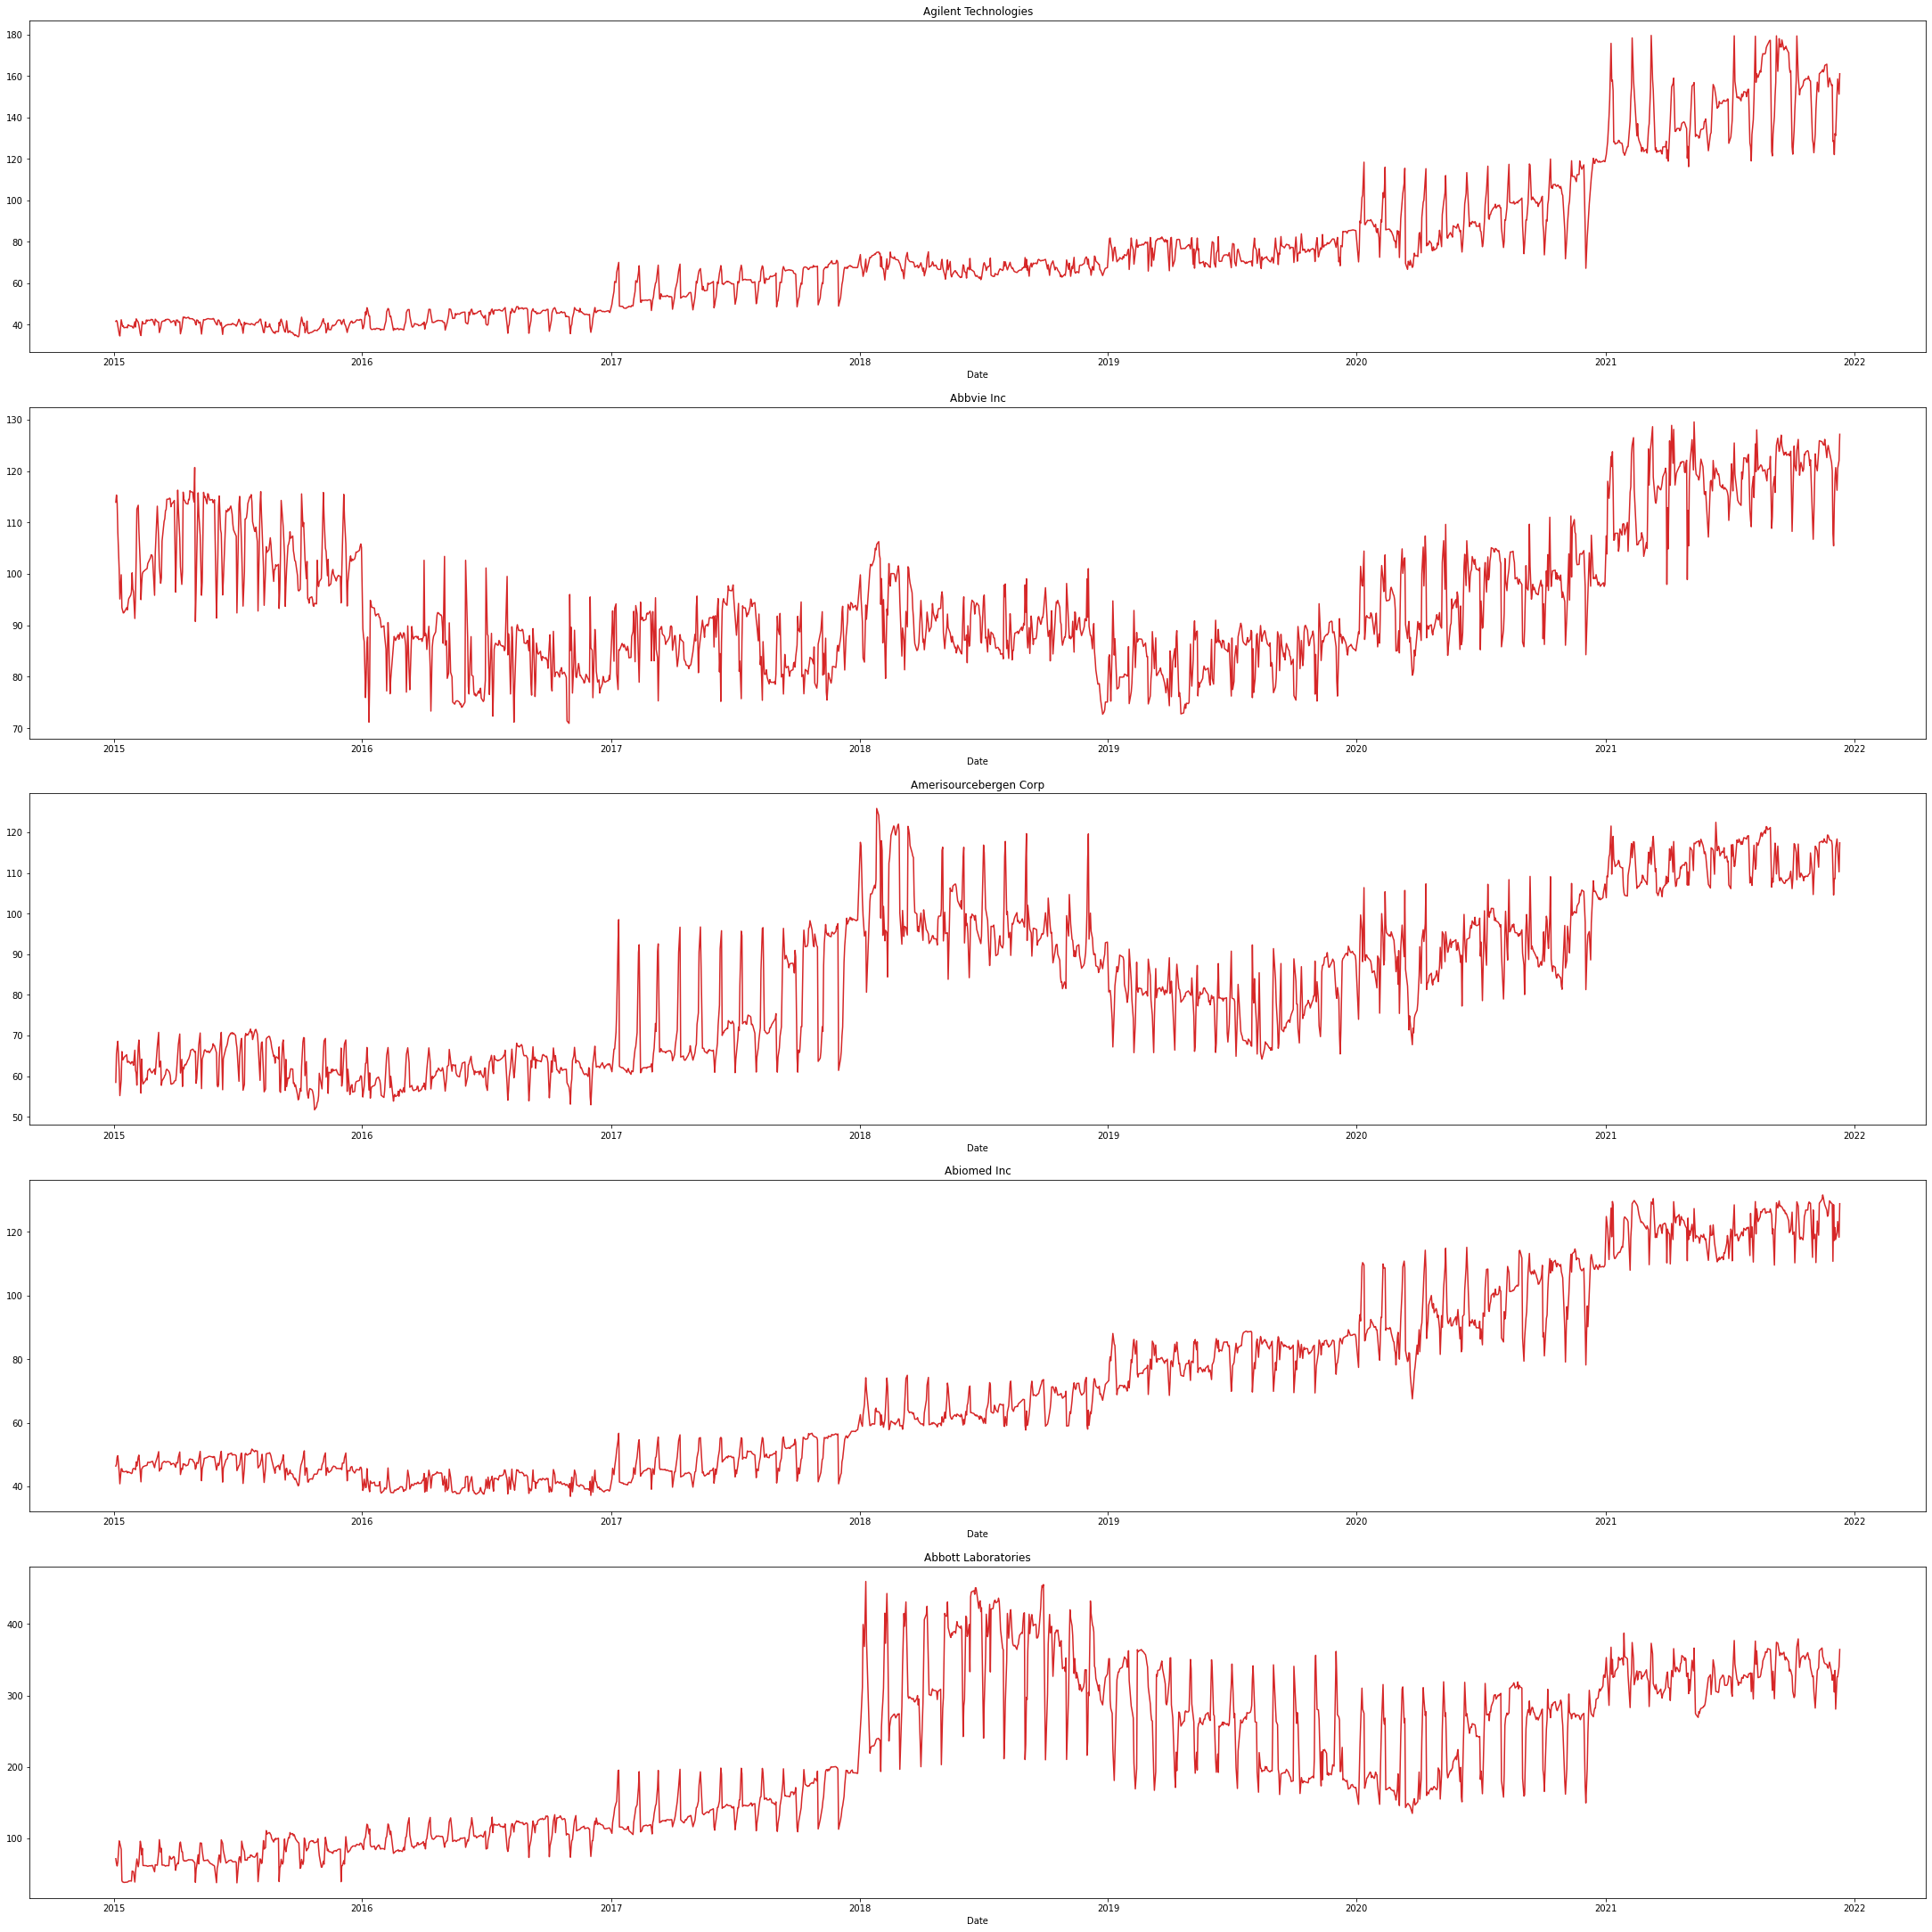 Agilent Technologies
180
160
140
120
100
80
60
40
2015 2016 2017 2018 2019 2020 2021 2022
Date
Abbvie Inc
130
120
110
100
90
80
70
2015 2016 2017 2018 2019 2020 2021 2022
Date
Amerisourcebergen Corp
120
110
100
90
80
70
60
50
2015 2016 2017 2018 2019 2020 2021 2022
Date
Abiomed Inc
120
100
80
60
40
2015 2016 2017 2018 2019 2020 2021 2022
Date
Abbott Laboratories
400
300
200
100
2015 2016 2017 2018 2019 2020 2021 2022
Date